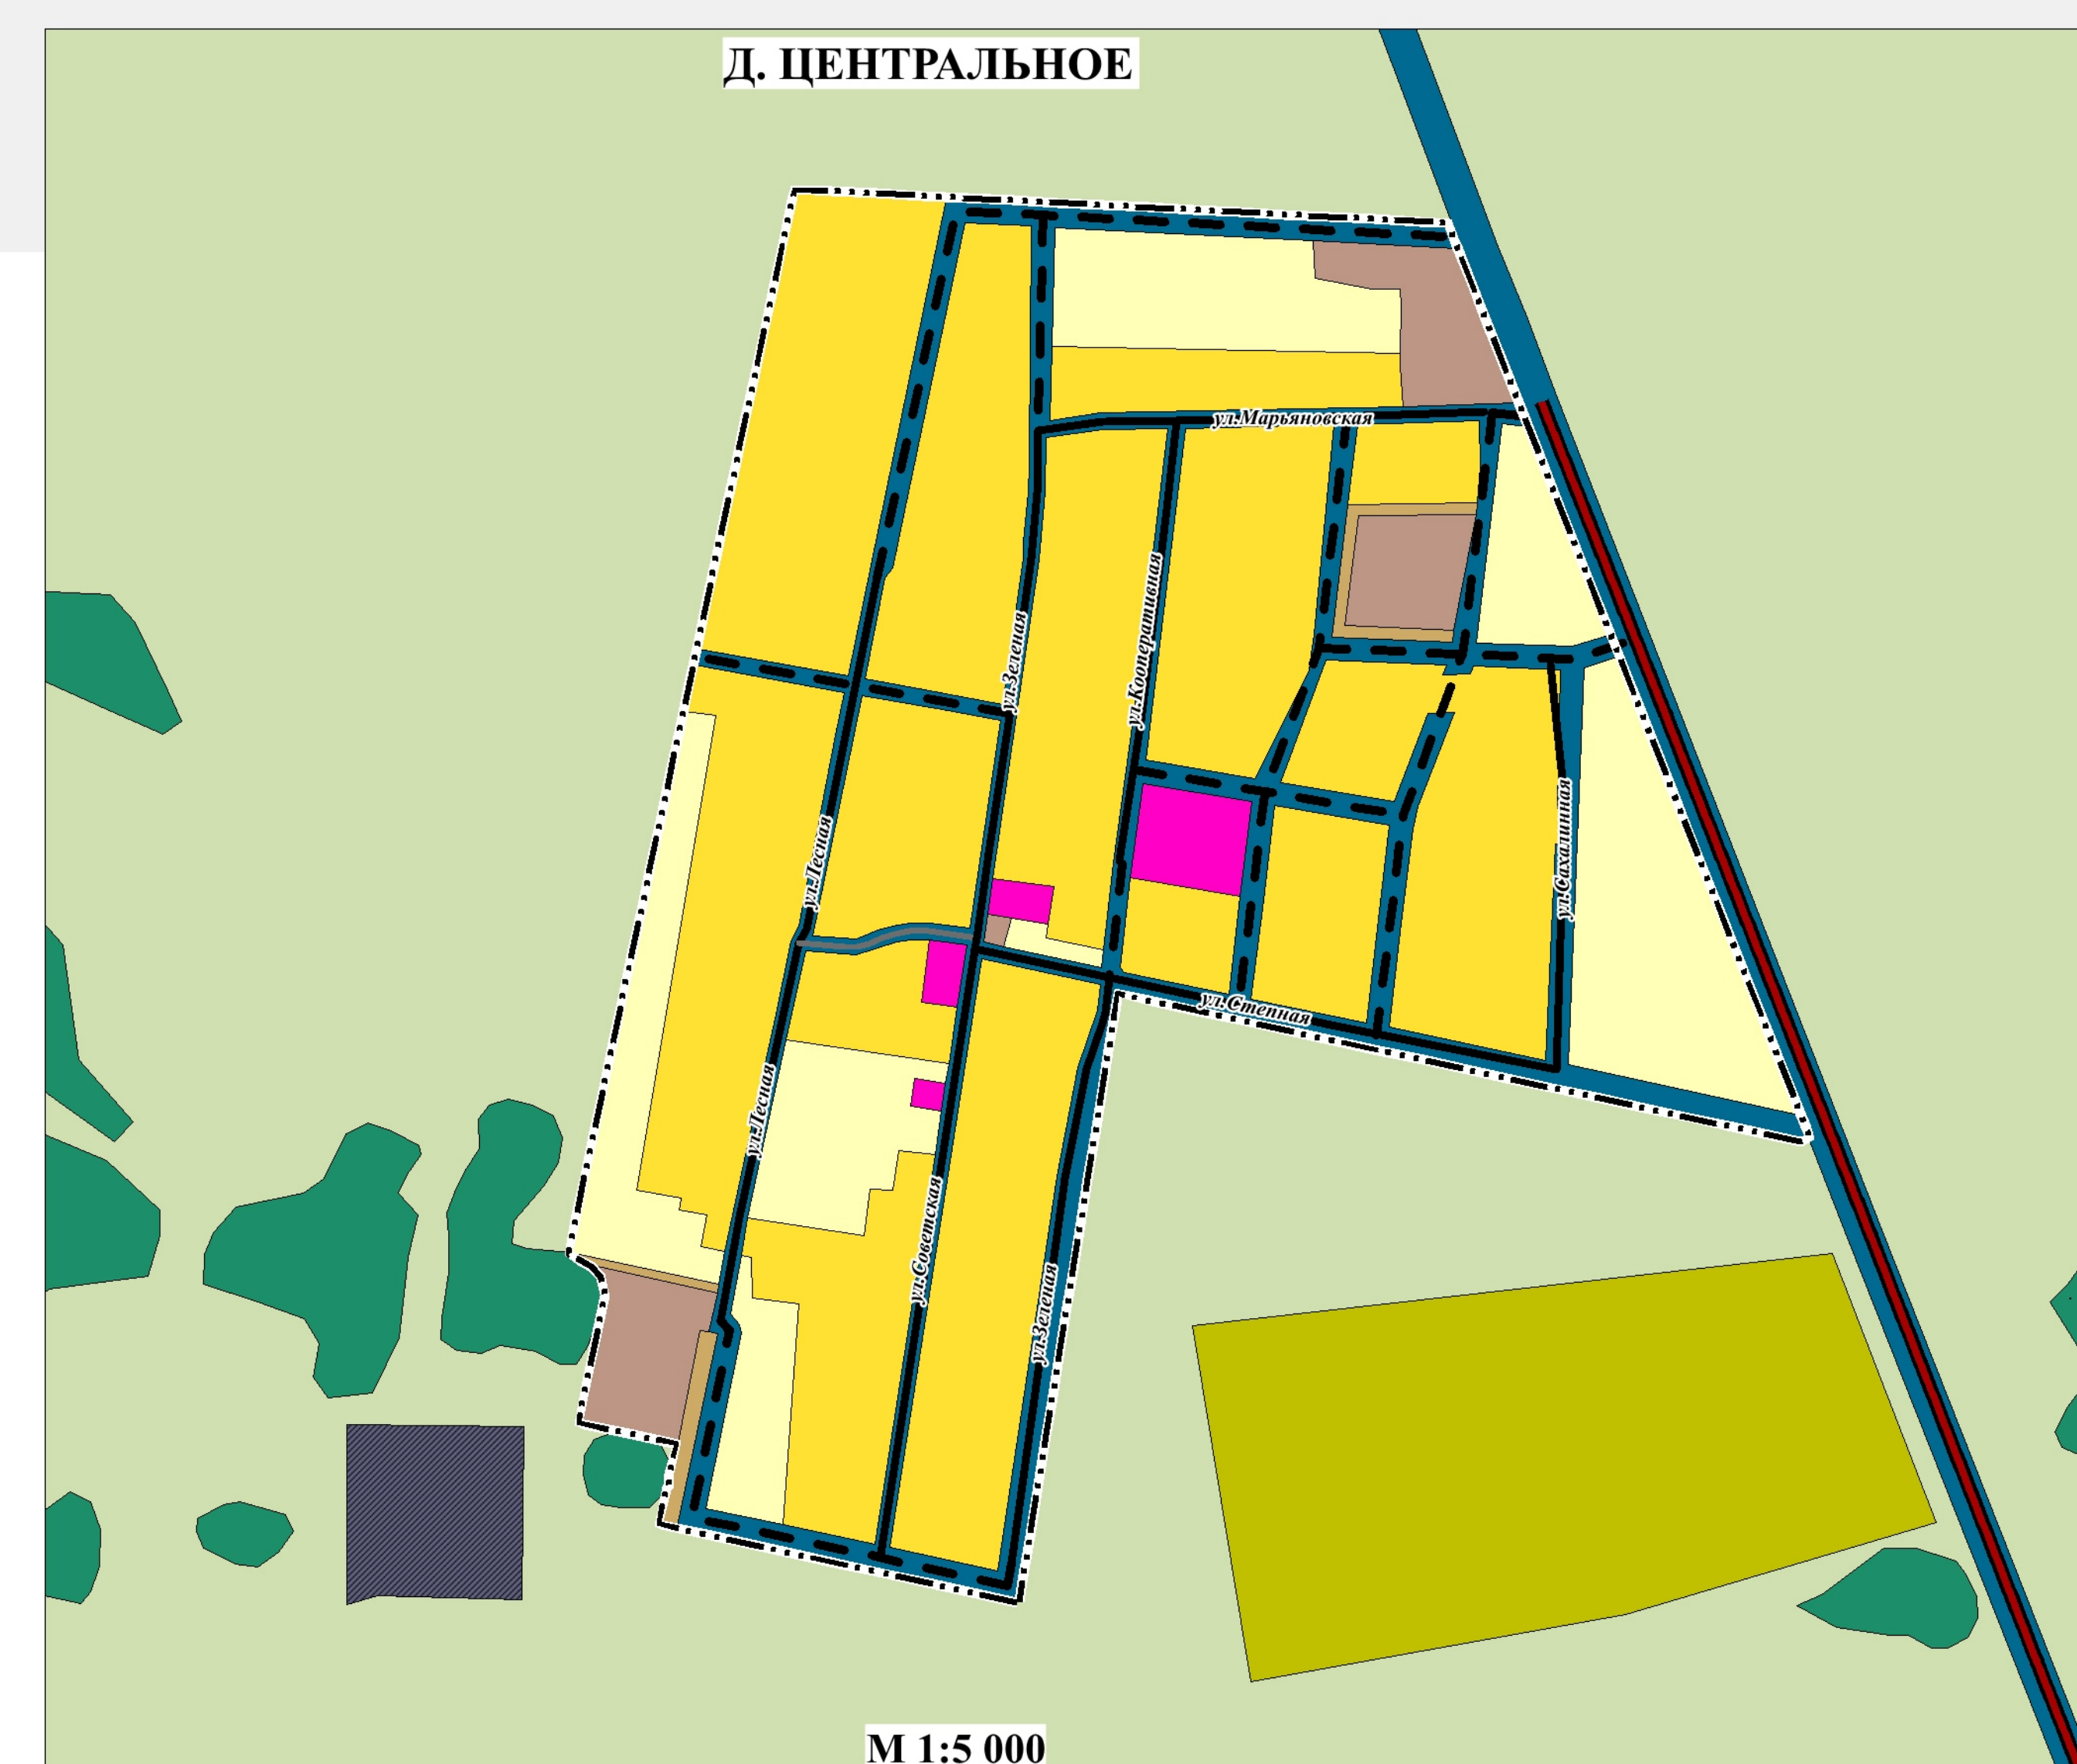 Д. ЦЕНТРАЛЬНОЕ
ул.Марьяновская
ул.Зеленая
ул.Кооперативная
ул.Лесная
ул.Сахалинная
ул.Степная
ул.Лесная
ул.Советская
ул.Зеленая
М 1:5 000